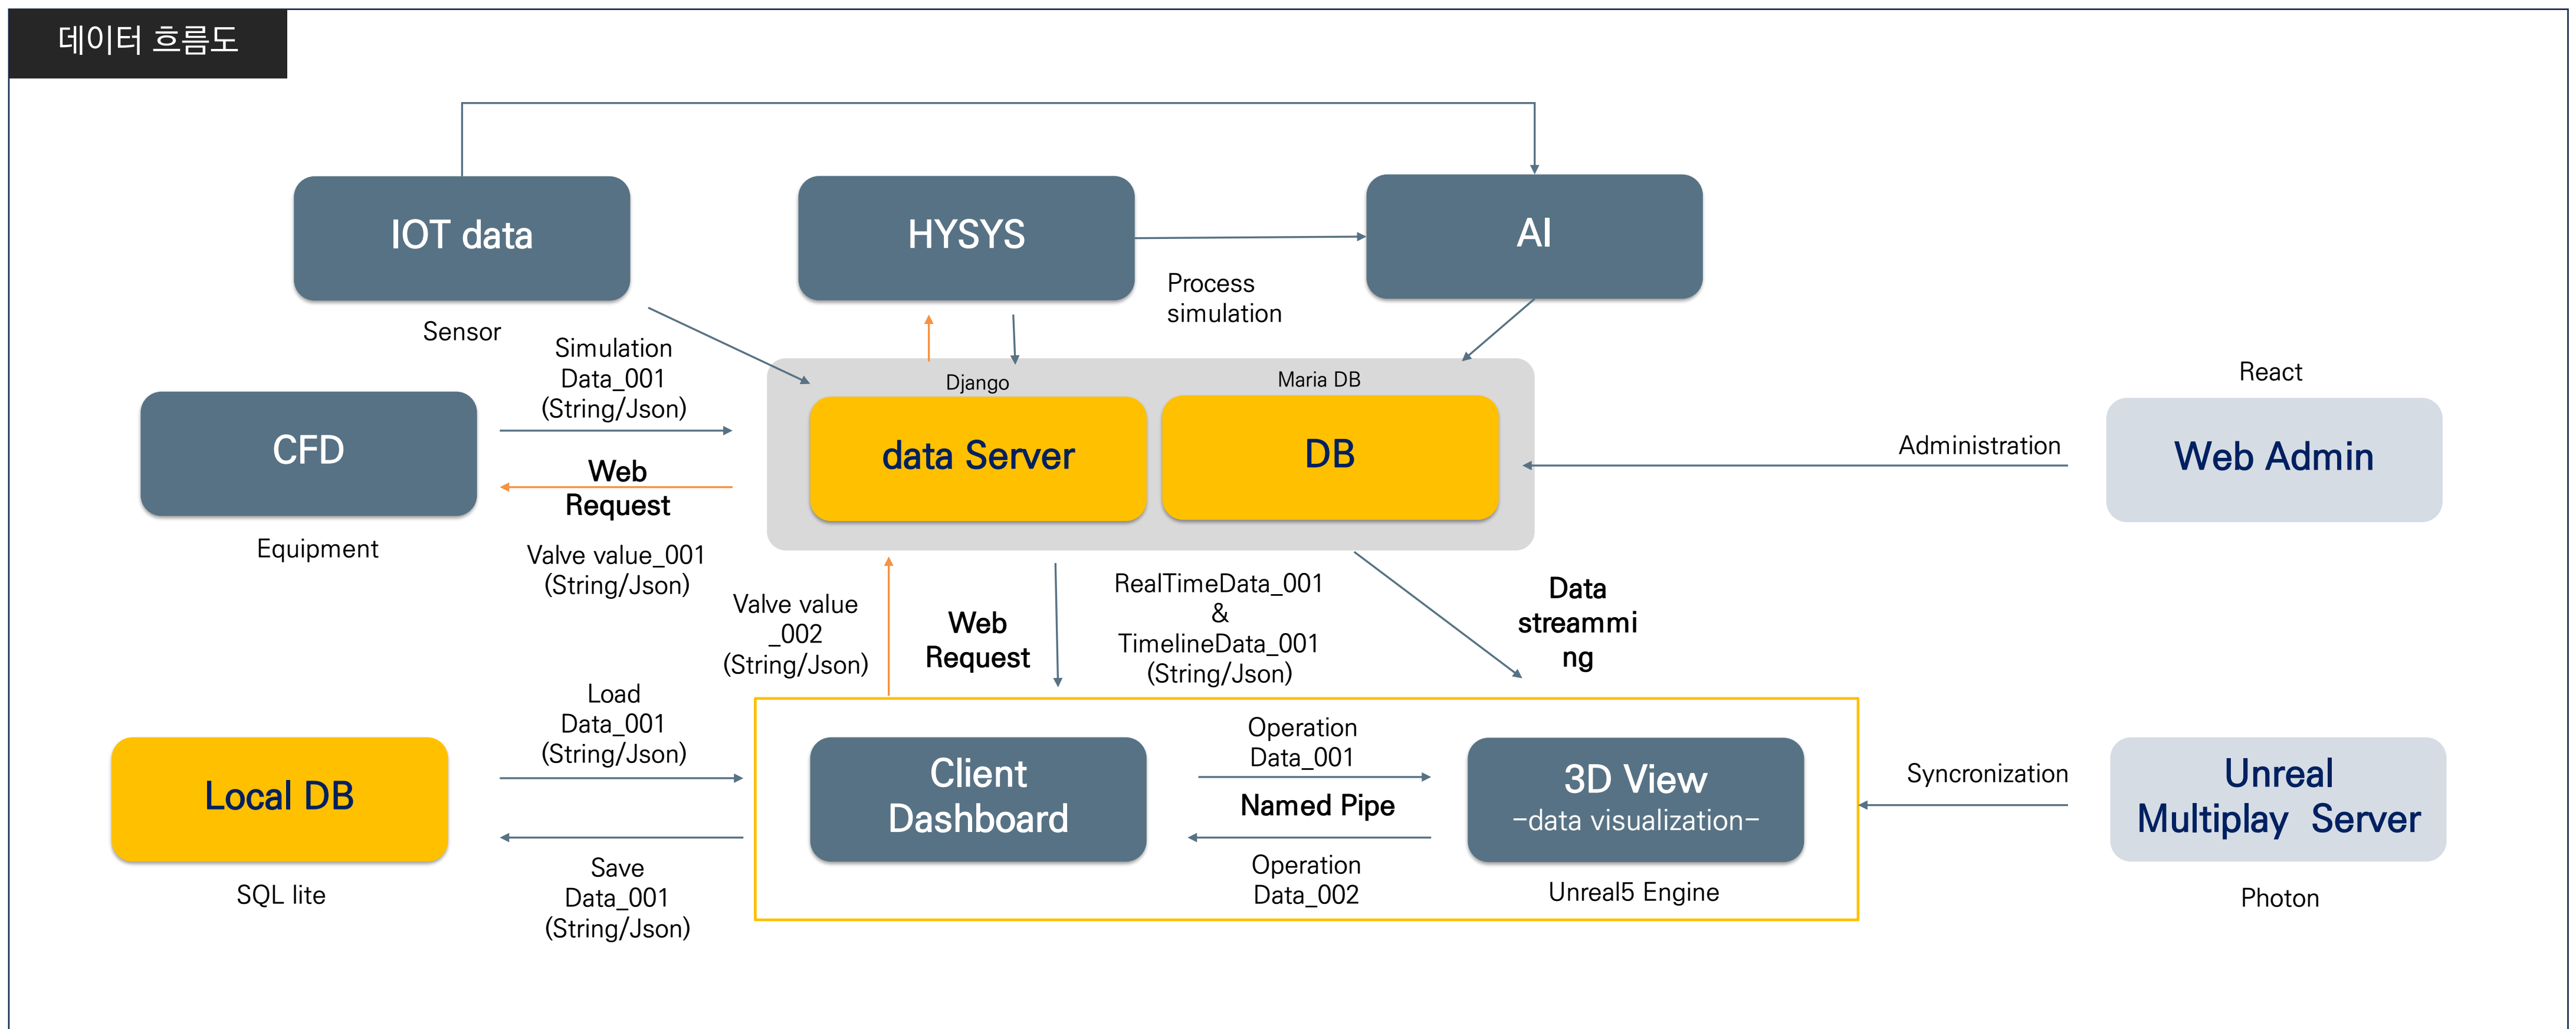 데이터 흐름도
IOT data
HYSYS
AI
Process
simulation
Sensor
Simulation
Data_001
(String/Json)
Django
Maria DB
React
CFD
data Server
DB
Administration
Web Admin
Web
Request
Equipment
Valve value_001
(String/Json)
Valve value
_002
(String/Json)
Web
Request
RealTimeData_001
&
TimelineData_001
(String/Json)
Data
streammi
ng
Load
Data_001
(String/Json)
Local DB
Client
Dashboard
Operation
Data_001
Named Pipe
Operation
Data_002
3D View
-data visualization-
Syncronization
Unreal
Multiplay Server
SQL lite
Save
Data_001
(String/Json)
Unreal5 Engine
Photon